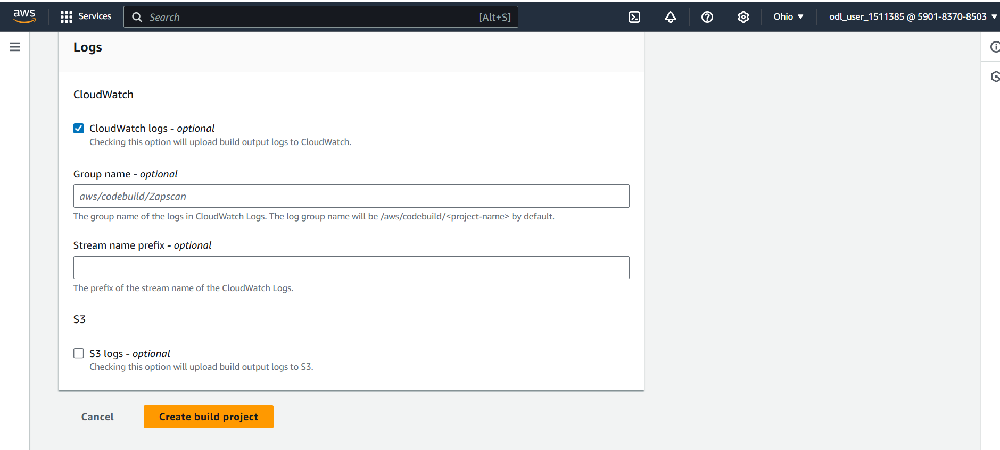 aws
Services
Search [Alt+S]
Ohio
odl_user_1511385 @ 5901-8370-8503
Logs
CloudWatch
CloudWatch logs - optional
Checking this option will upload build output logs to CloudWatch.
Group name - optional
aws/codebuild/Zapscan
The group name of the logs in CloudWatch Logs. The log group name will be /aws/codebuild/<project-name> by default.
Stream name prefix - optional
The prefix of the stream name of the CloudWatch Logs.
S3
S3 logs - optional
Checking this option will upload build output logs to S3.
Cancel
Create build project